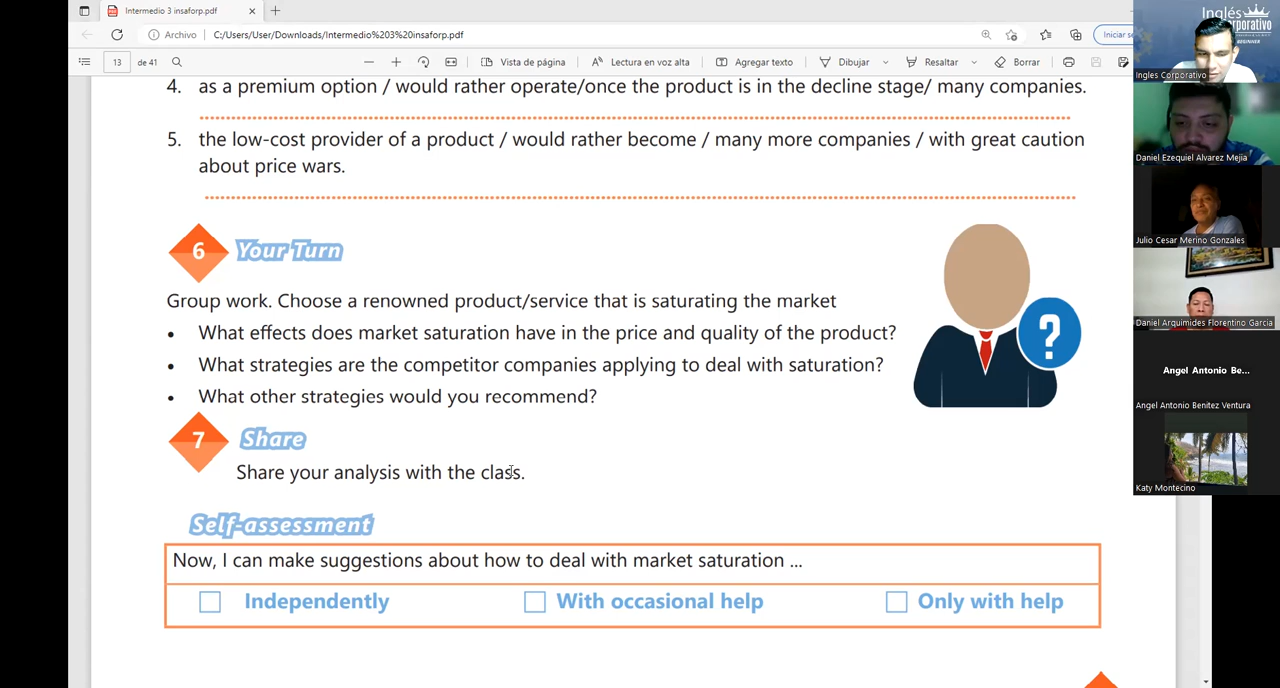 Intermedio 3 insaforp.pdf
Archivo
C:/Users/User/Downloads/Intermedio%203%20insaforp.pdf
Iniciar se
13 de 41
Vista de página
Lectura en voz alta
Agregar texto
Dibujar
Resaltar
Borrar
4. as a premium option / would rather operate/once the product is in the decline stage/ many companies.
5. the low-cost provider of a product / would rather become / many more companies / with great caution
about price wars.
6 Your Turn
Group work. Choose a renowned product/service that is saturating the market
• What effects does market saturation have in the price and quality of the product?
• What strategies are the competitor companies applying to deal with saturation?
• What other strategies would you recommend?
?
7 Share
Share your analysis with the class.
Self-assessment
Now, I can make suggestions about how to deal with market saturation ...
Independently
With occasional help
Only with help
Inglés
Corporativo
BEGINNER
Ingles Corporativo
Daniel Ezequiel Alvarez Mejia
Julio Cesar Merino Gonzales
Daniel Arquimides Florentino Garcia
Angel Antonio Be...
Angel Antonio Benitez Ventura
Katy Montecino